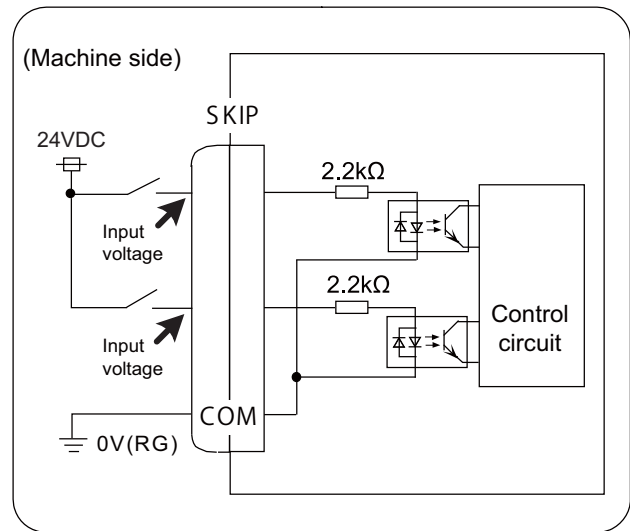 (Machine side)
SKIP
24VDC
2.2kΩ
Input
voltage
2.2kΩ
Control
circuit
Input
voltage
COM
0V(RG)